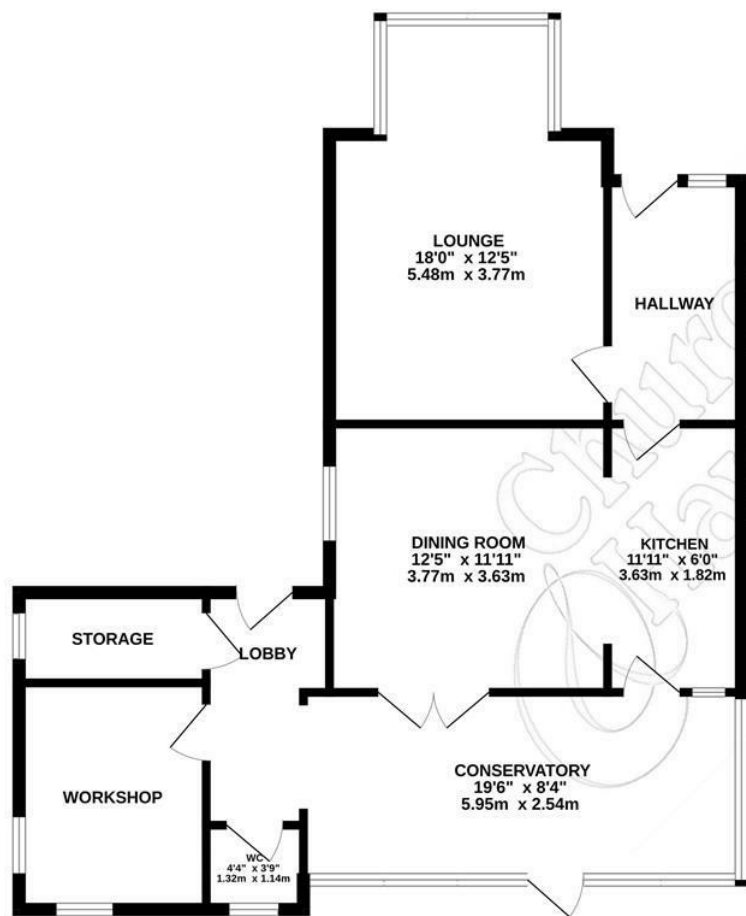 LOUNGE
18'0" x 12'5"
5.48m x 3.77m
HALLWAY
DINING ROOM
12'5" x 11'11"
3.77m x 3.63m
KITCHEN
11'11" x 6'0"
3.63m x 1.82m
STORAGE
LOBBY
WORKSHOP
CONSERVATORY
19'6" x 8'4"
5.95m x 2.54m
WC
4'4" x 3'9"
1.32m x 1.14m